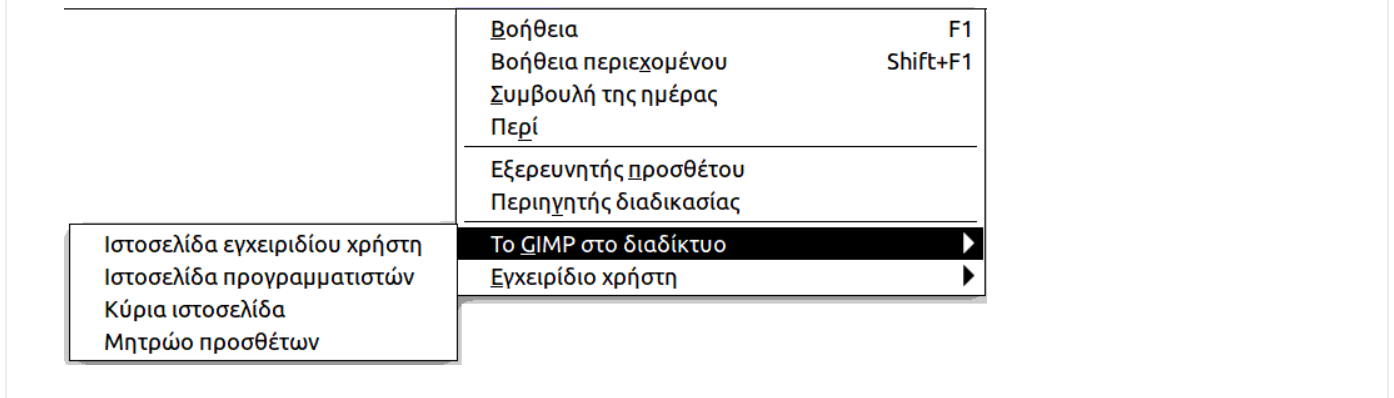 Βοήθεια F1
Βοήθεια περιεχομένου Shift+F1
Συμβουλή της ημέρας
Περί
Εξερευνητής προσθέτου
Περιηγητής διαδικασίας
Το GIMP στο διαδίκτυο
Εγχειρίδιο χρήστη
Ιστοσελίδα εγχειριδίου χρήστη
Ιστοσελίδα προγραμματιστών
Κύρια ιστοσελίδα
Μητρώο προσθέτων